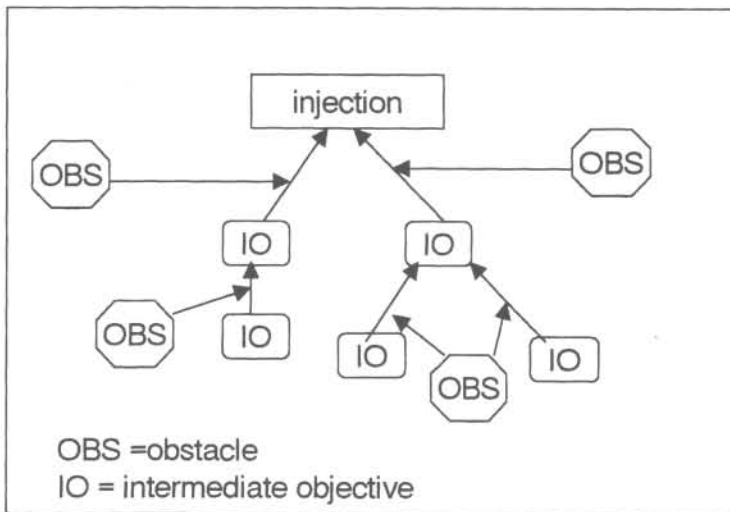 injection
OBS
OBS
IO
IO
OBS
IO
IO
OBS
IO
OBS =obstacle
IO = intermediate objective